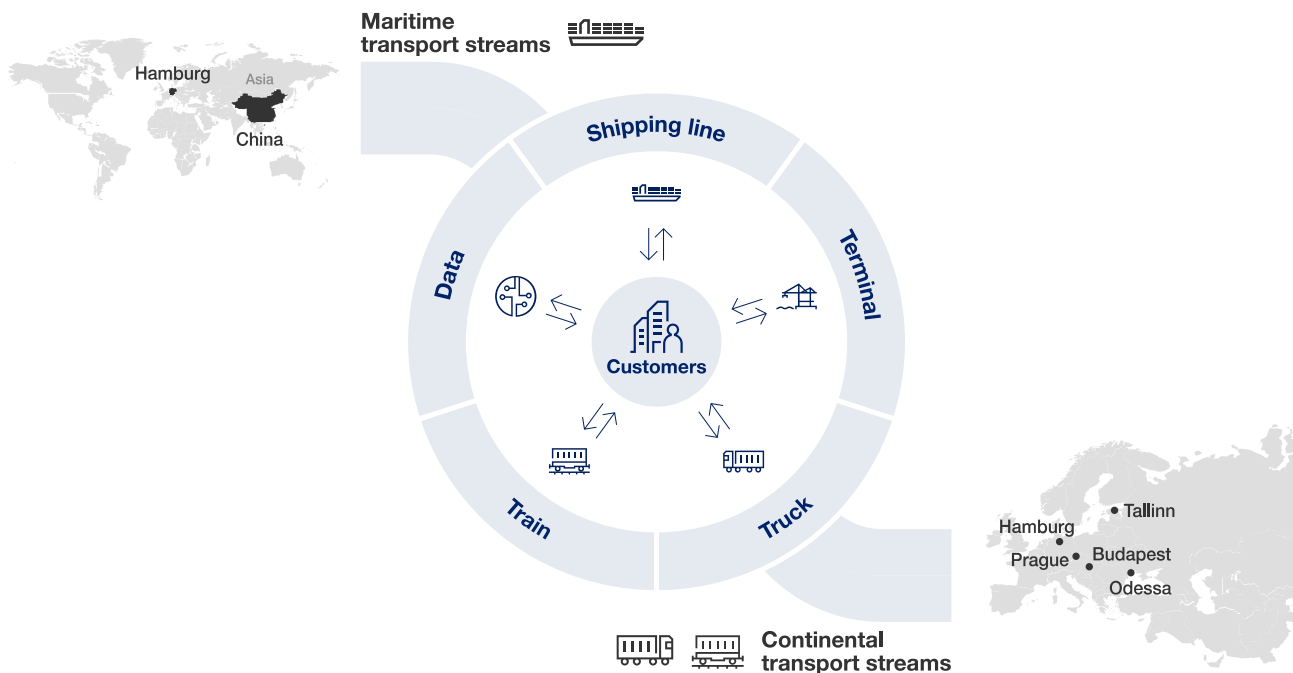 Maritime
transport streams
Hamburg
Asia
China
Shipping line
Data
Terminal
Customers
Train
Truck
Tallinn
Hamburg
Prague
Budapest
Odessa
Continental
transport streams